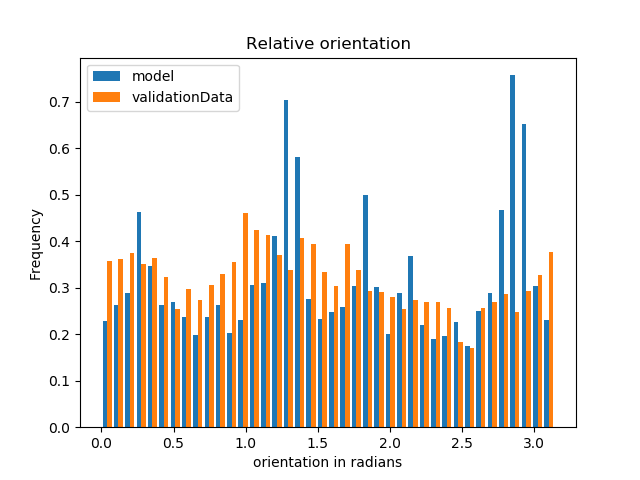 Relative orientation
model
validationData
Frequency
0.7
0.6
0.5
0.4
0.3
0.2
0.1
0.0
0.0 0.5 1.0 1.5 2.0 2.5 3.0
orientation in radians